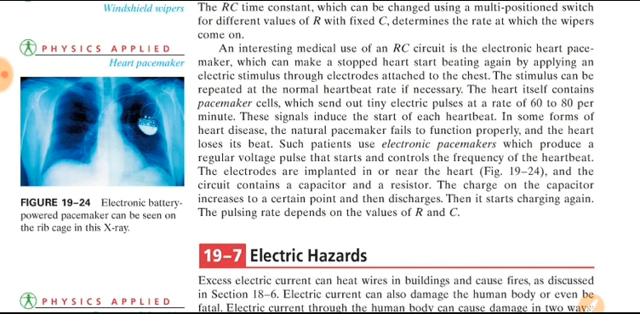 Windshield wipers
PHYSICS APPLIED
Heart pacemaker
FIGURE 19–24 Electronic battery-
powered pacemaker can be seen on
the rib cage in this X-ray.
PHYSICS APPLIED
The RC time constant, which can be changed using a multi-positioned switch
for different values of R with fixed C, determines the rate at which the wipers
come on.
An interesting medical use of an RC circuit is the electronic heart pace-
maker, which can make a stopped heart start beating again by applying an
electric stimulus through electrodes attached to the chest. The stimulus can be
repeated at the normal heartbeat rate if necessary. The heart itself contains
pacemaker cells, which send out tiny electric pulses at a rate of 60 to 80 per
minute. These signals induce the start of each heartbeat. In some forms of
heart disease, the natural pacemaker fails to function properly, and the heart
loses its beat. Such patients use electronic pacemakers which produce a
regular voltage pulse that starts and controls the frequency of the heartbeat.
The electrodes are implanted in or near the heart (Fig. 19–24), and the
circuit contains a capacitor and a resistor. The charge on the capacitor
increases to a certain point and then discharges. Then it starts charging again.
The pulsing rate depends on the values of R and C.
19–7 Electric Hazards
Excess electric current can heat wires in buildings and cause fires, as discussed
in Section 18–6. Electric current can also damage the human body or even be
fatal. Electric current through the human body can cause damage in two ways: